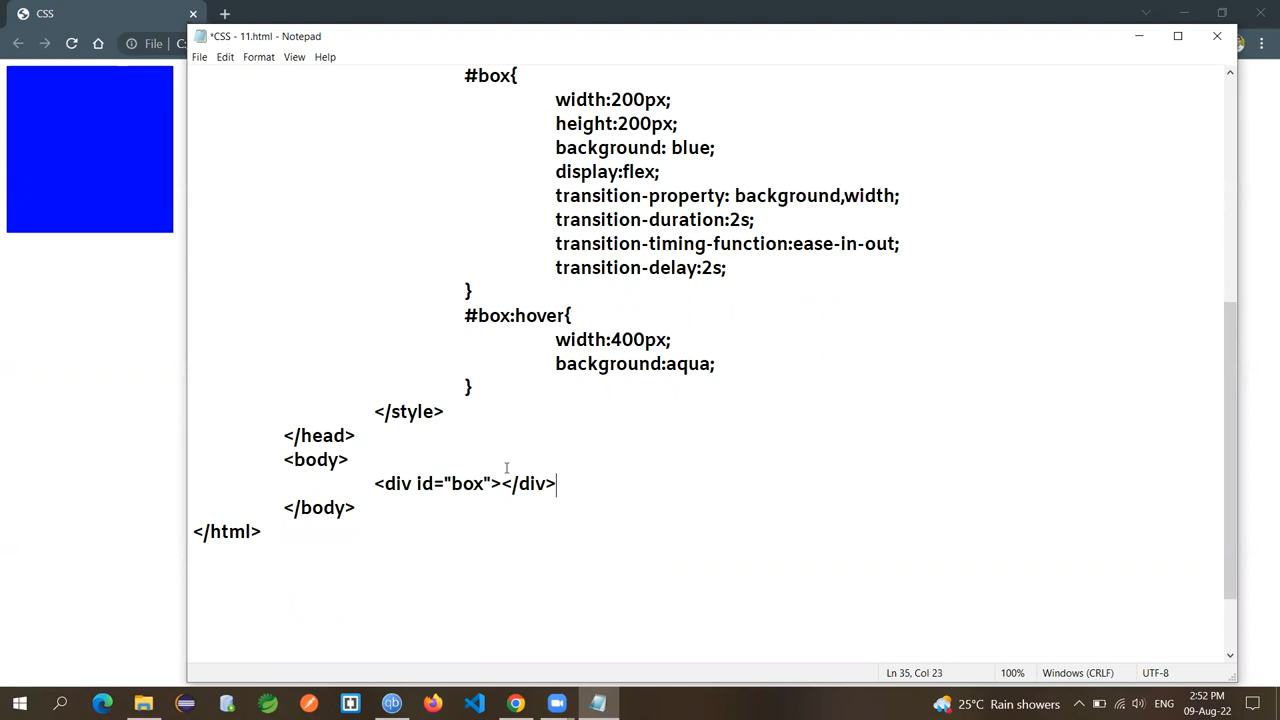 CSS
*CSS - 11.html - Notepad
File
C:
File Edit Format View Help
#box{
width:200px;
height:200px;
background: blue;
display:flex;
transition-property: background,width;
transition-duration:2s;
transition-timing-function:ease-in-out;
transition-delay:2s;
}
#box:hover{
width:400px;
background:aqua;
}
</style>
</head>
<body>
<div id="box"></div>
</body>
</html>
Ln 35, Col 23 100% Windows (CRLF) UTF-8
qb
25°C Rain showers ENG 2:52 PM
09-Aug-22